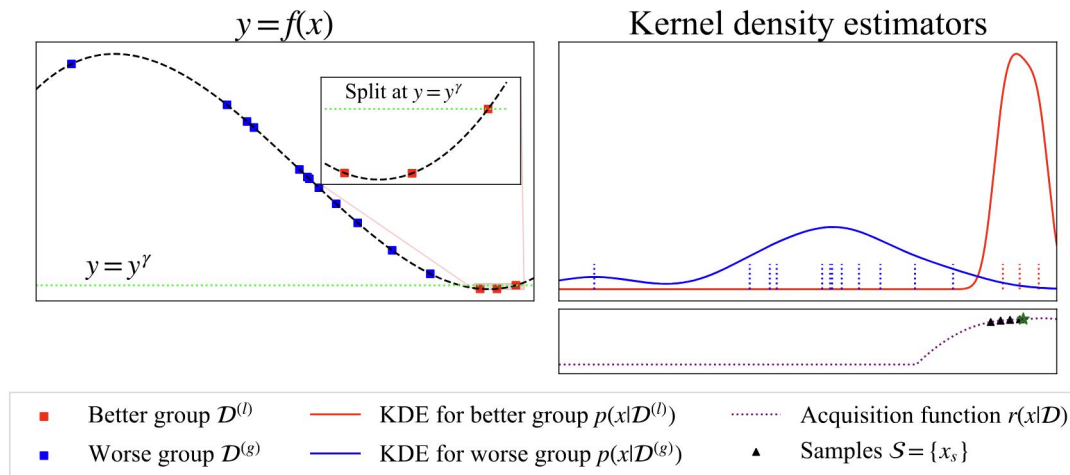 y = f(x)
Kernel density estimators
Split at y = y^γ
y = y^γ
Better group 𝒟^(l)
KDE for better group p(x|𝒟^(l))
Acquisition function r(x|𝒟)
Worse group 𝒟^(g)
KDE for worse group p(x|𝒟^(g))
Samples 𝒮 = {x_s}